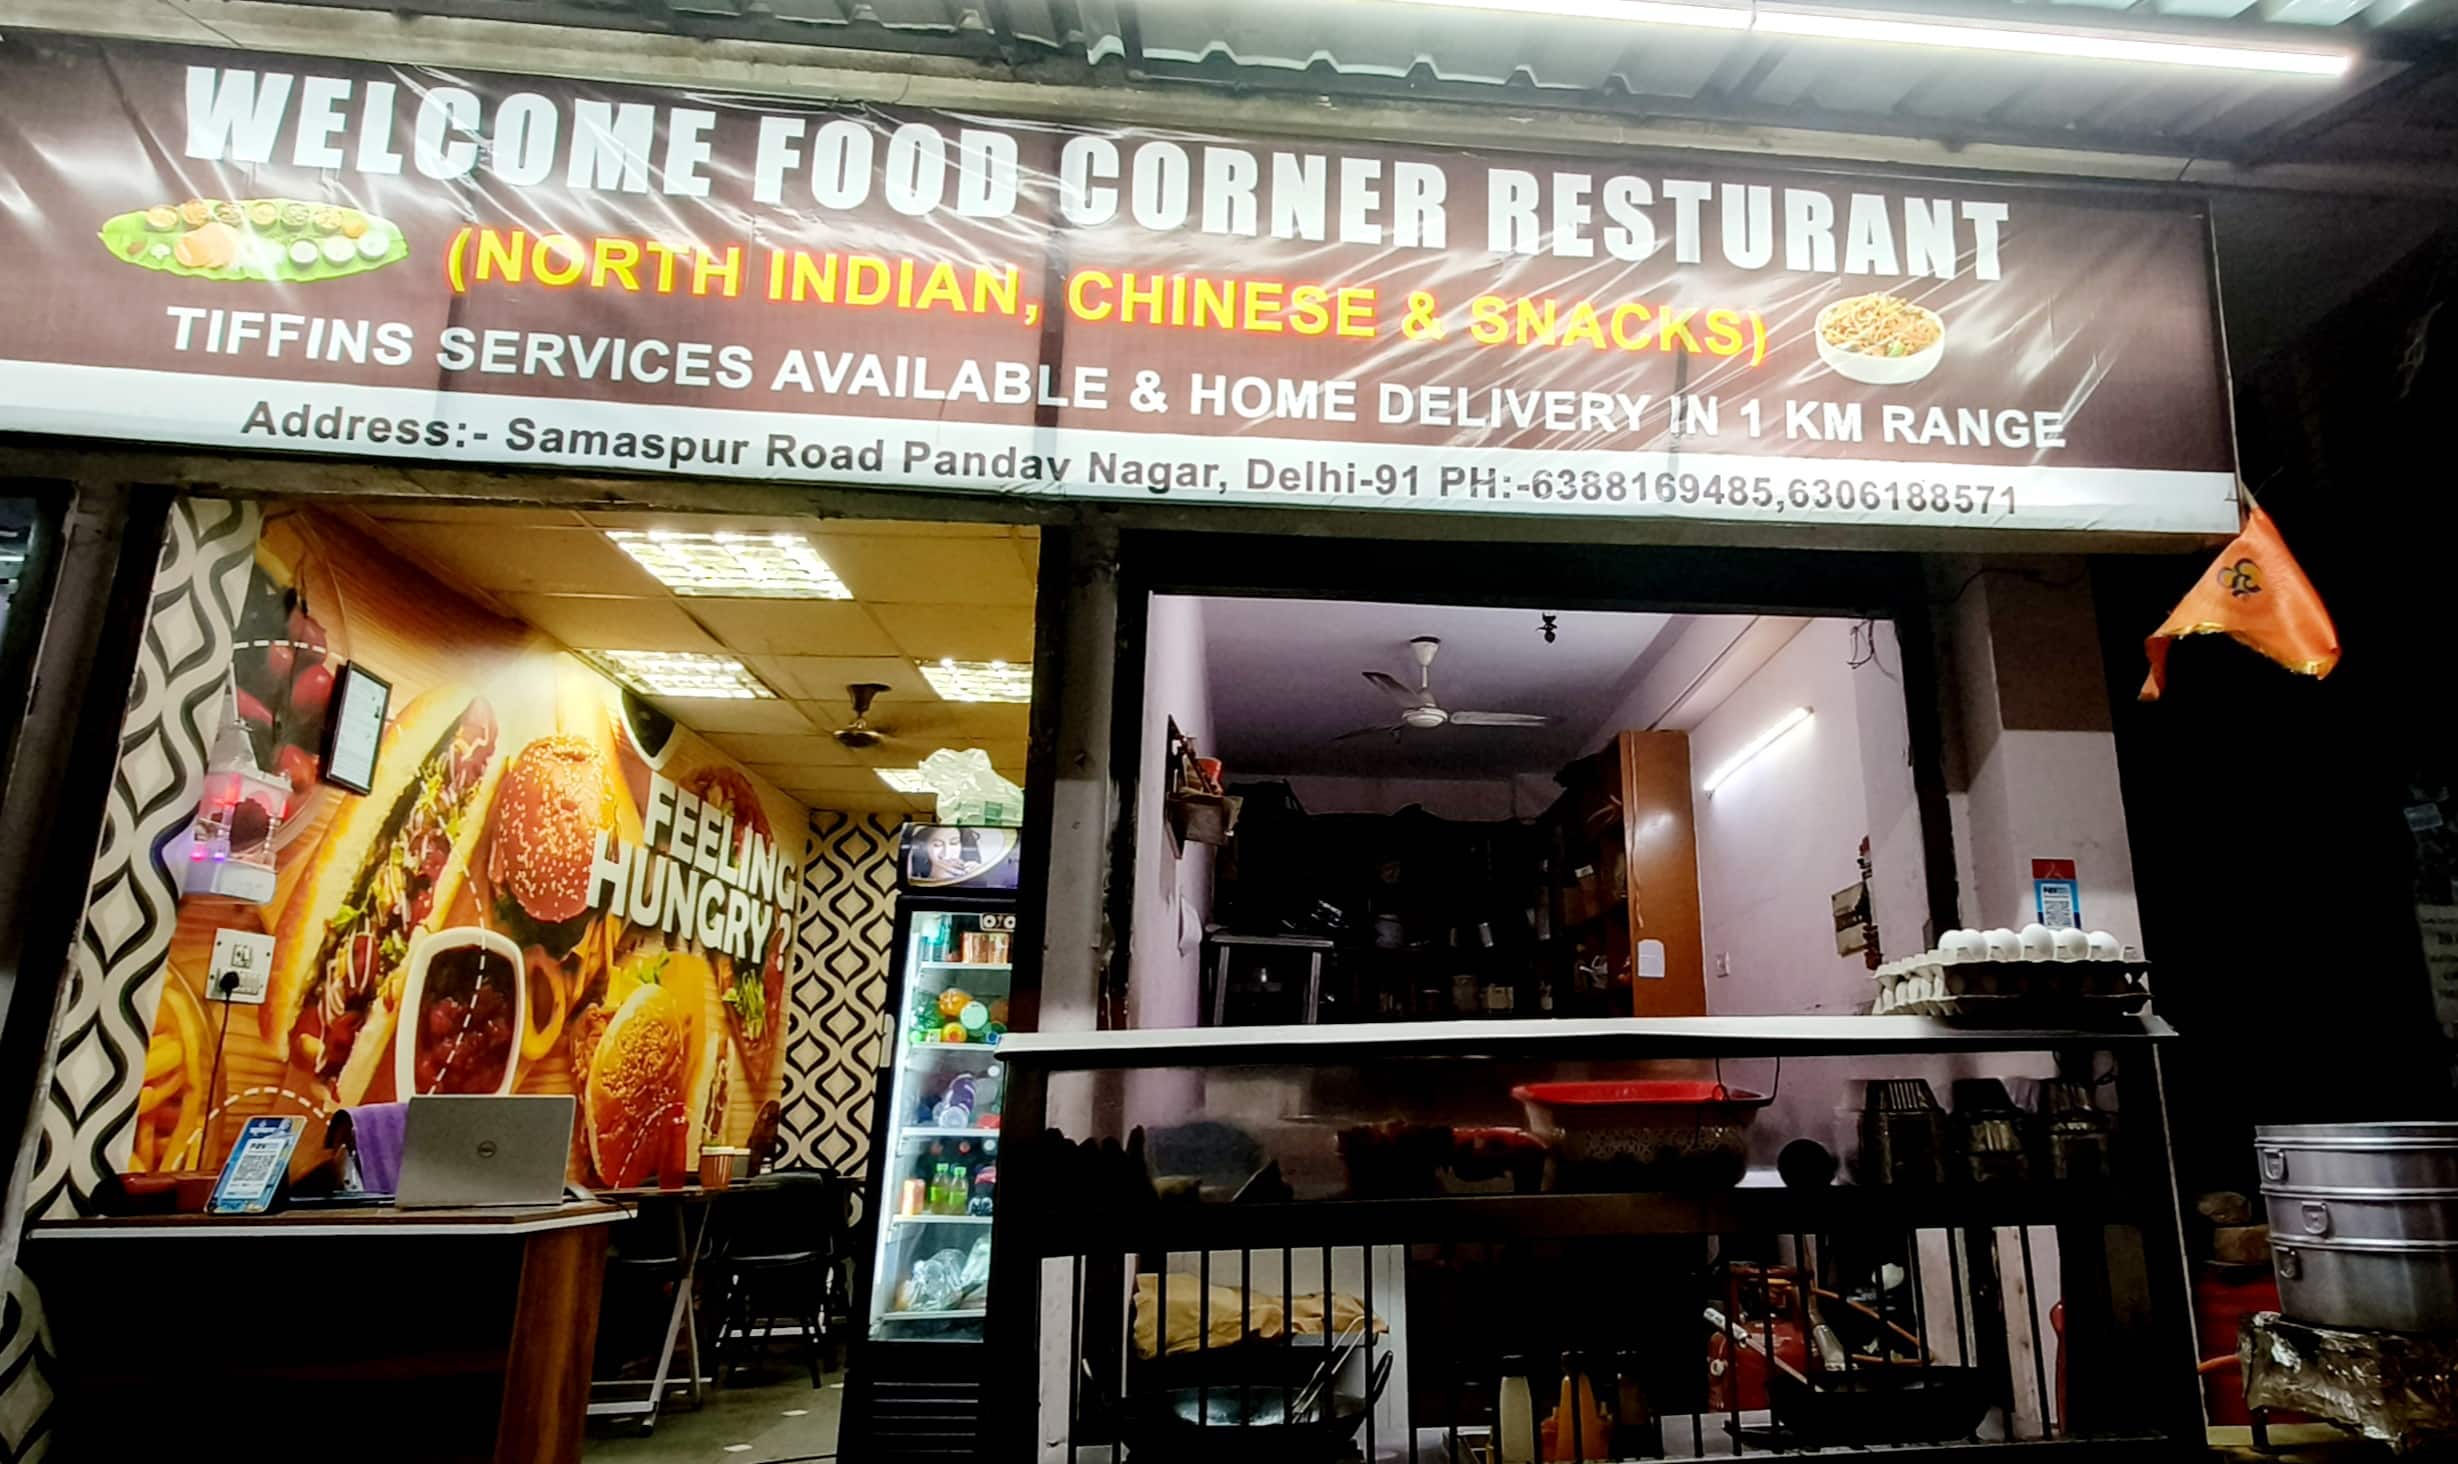 WELCOME FOOD CORNER RESTURANT
(NORTH INDIAN, CHINESE & SNACKS)
TIFFINS SERVICES AVAILABLE & HOME DELIVERY IN 1 KM RANGE
Address:- Samaspur Road Pandav Nagar, Delhi-91 PH:-6388169485,6306188571
FEELING
HUNGRY?
DELL